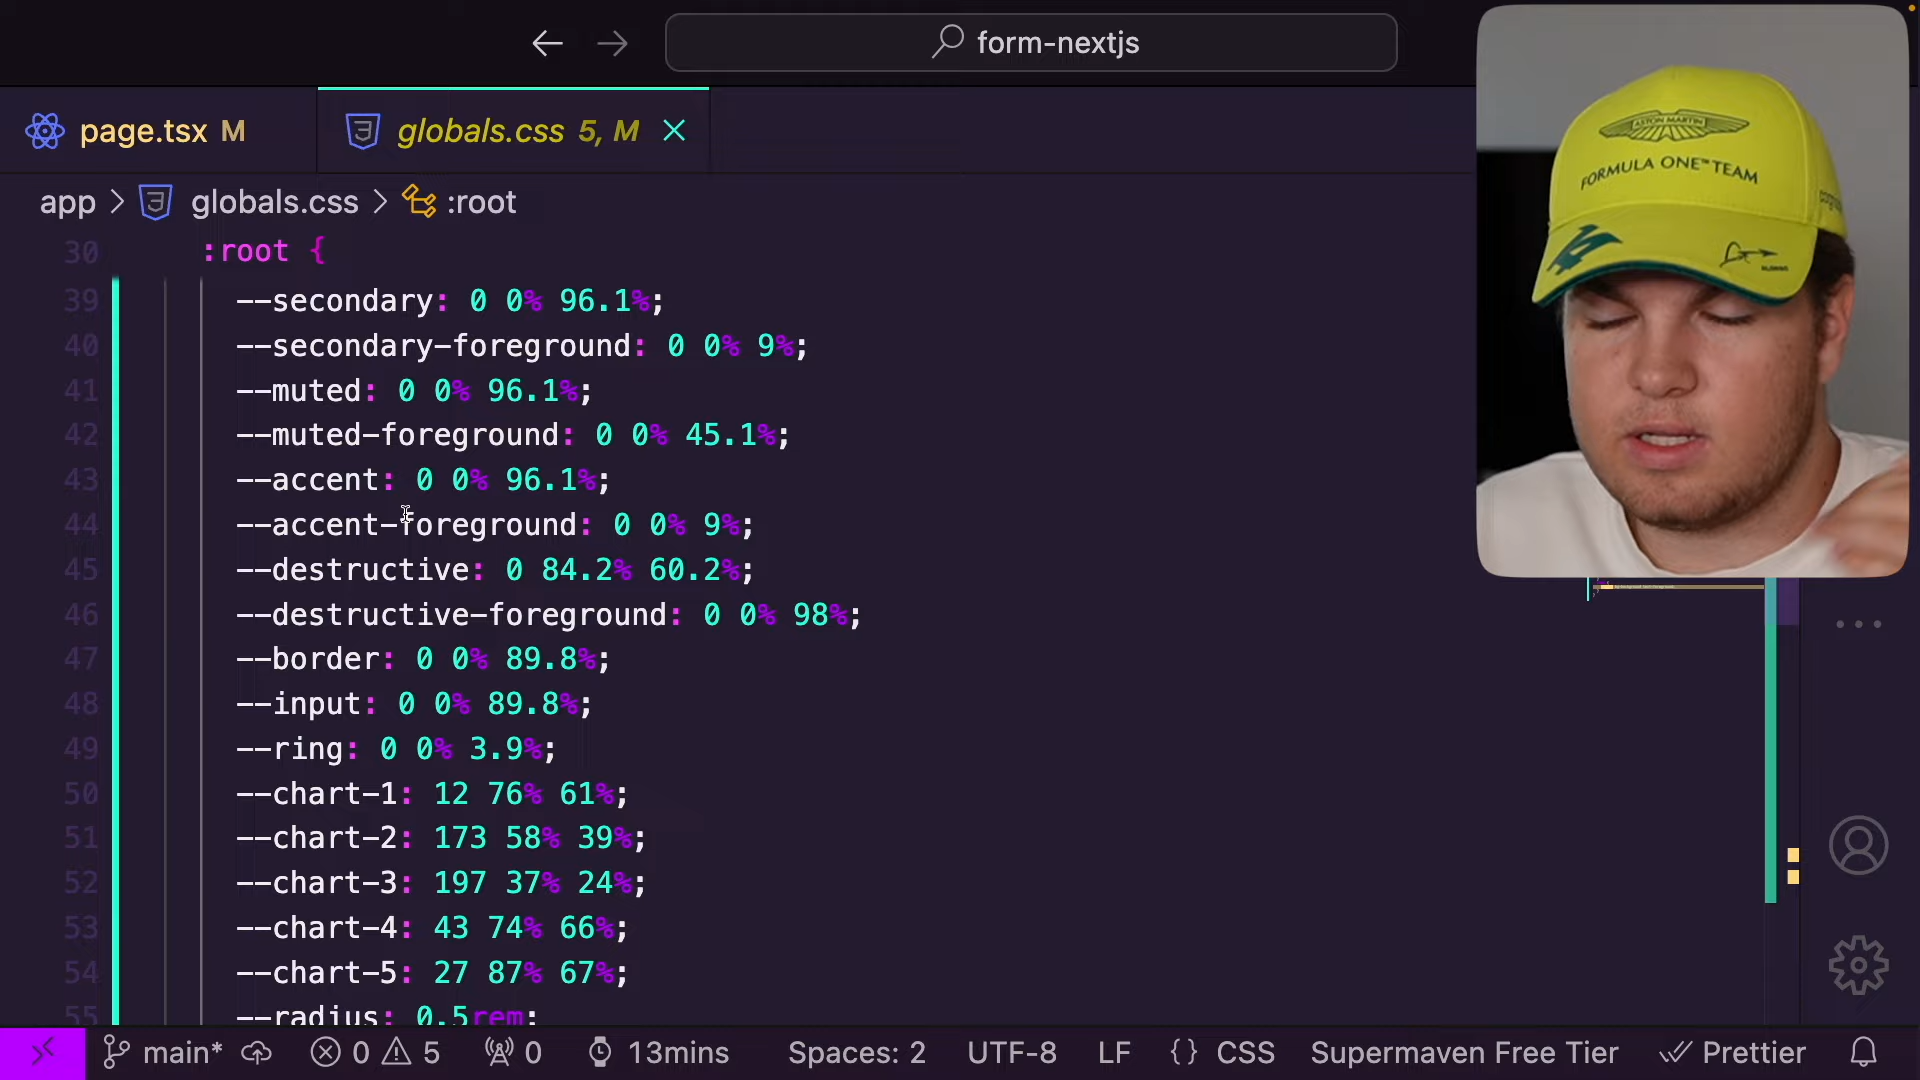 form-nextjs
page.tsx M
globals.css 5, M
app > globals.css > :root
30 :root {
39 --secondary: 0 0% 96.1%;
40 --secondary-foreground: 0 0% 9%;
41 --muted: 0 0% 96.1%;
42 --muted-foreground: 0 0% 45.1%;
43 --accent: 0 0% 96.1%;
44 --accent-foreground: 0 0% 9%;
45 --destructive: 0 84.2% 60.2%;
46 --destructive-foreground: 0 0% 98%;
47 --border: 0 0% 89.8%;
48 --input: 0 0% 89.8%;
49 --ring: 0 0% 3.9%;
50 --chart-1: 12 76% 61%;
51 --chart-2: 173 58% 39%;
52 --chart-3: 197 37% 24%;
53 --chart-4: 43 74% 66%;
54 --chart-5: 27 87% 67%;
55 --radius: 0.5rem;
main* 0 5 0 13mins Spaces: 2 UTF-8 LF {} CSS Supermaven Free Tier Prettier
ASTON MARTIN
FORMULA ONE™ TEAM